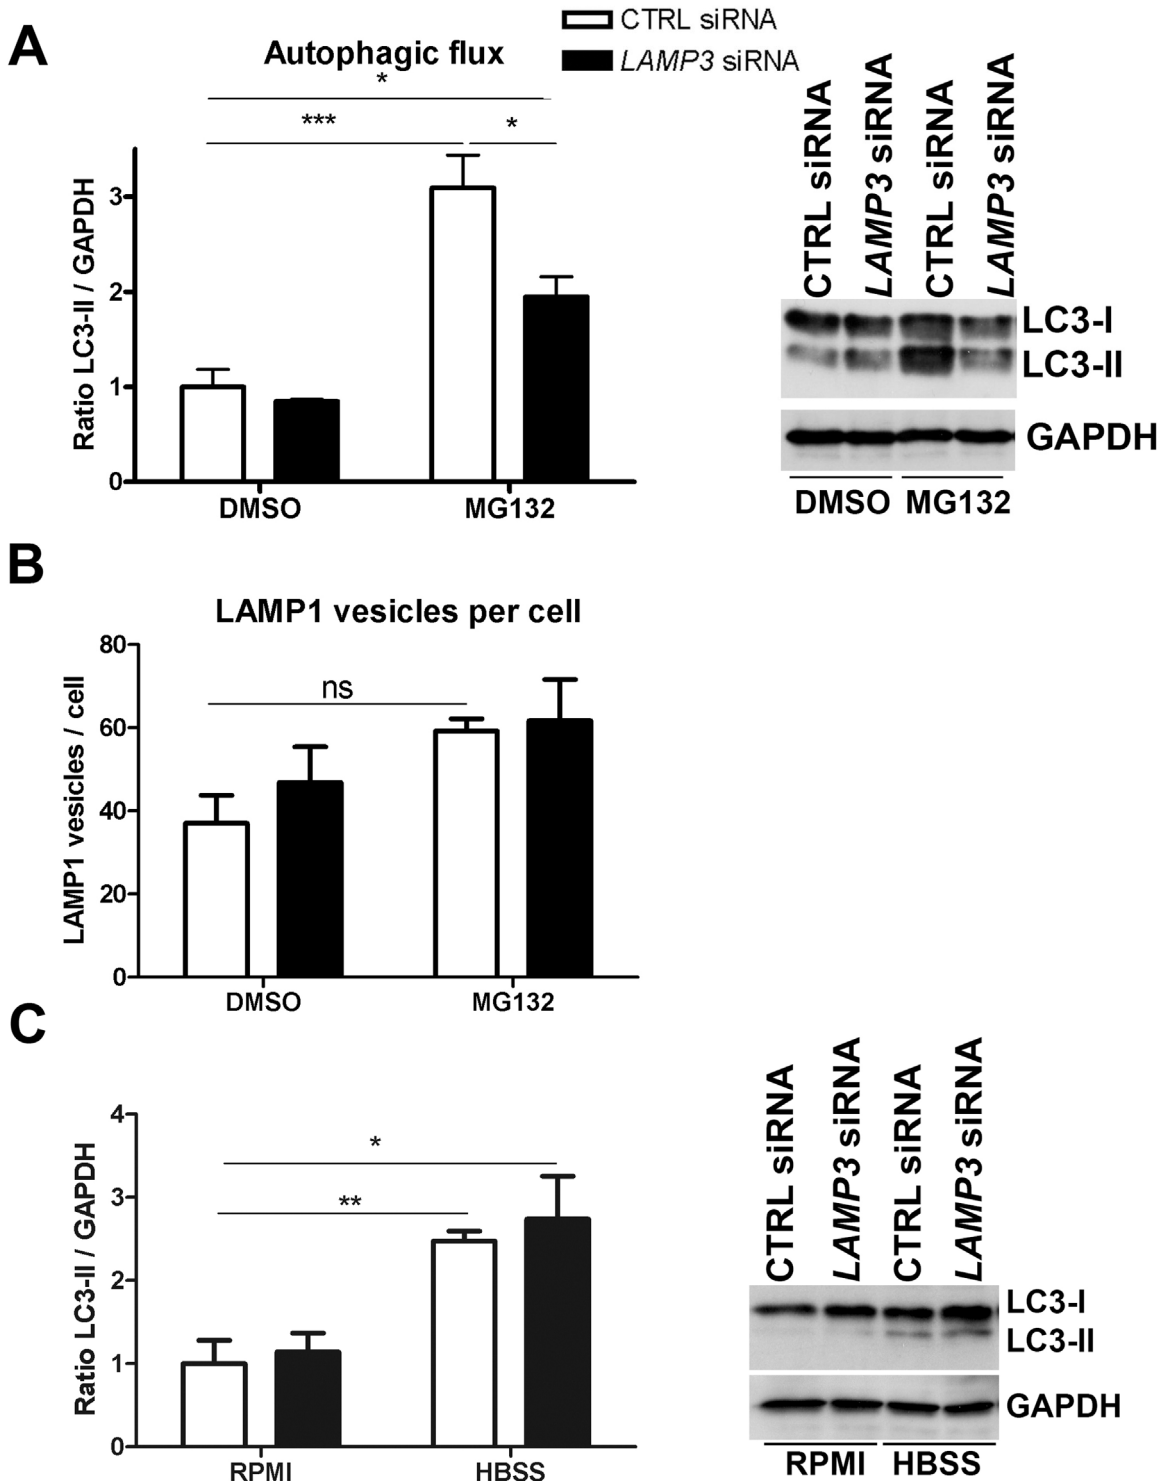 A
CTRL siRNA
LAMP3 siRNA
Autophagic flux
*
***
*
Ratio LC3-II / GAPDH
3
2
1
0
DMSO
MG132
CTRL siRNA
LAMP3 siRNA
CTRL siRNA
LAMP3 siRNA
LC3-I
LC3-II
GAPDH
DMSO
MG132
B
LAMP1 vesicles per cell
LAMP1 vesicles / cell
80
60
40
20
0
ns
DMSO
MG132
C
Ratio LC3-II / GAPDH
4
3
2
1
0
*
**
RPMI
HBSS
CTRL siRNA
LAMP3 siRNA
CTRL siRNA
LAMP3 siRNA
LC3-I
LC3-II
GAPDH
RPMI
HBSS